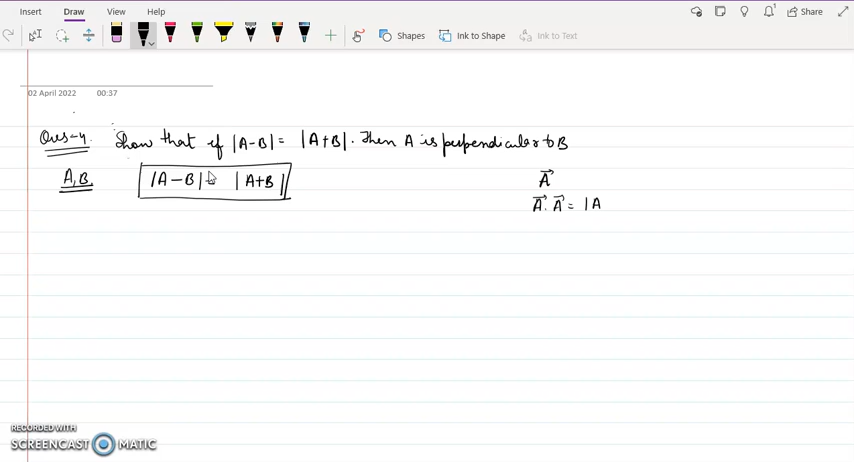 Insert Draw View Help
Share
Shapes Ink to Shape Ink to Text
02 April 2022 00:37
Ques-4. Show that if |A-B| = |A+B|. Then A is perpendicular to B
A,B. |A-B| = |A+B| A⃗
A⃗. A⃗ = |A
RECORDED WITH
SCREENCAST MATIC